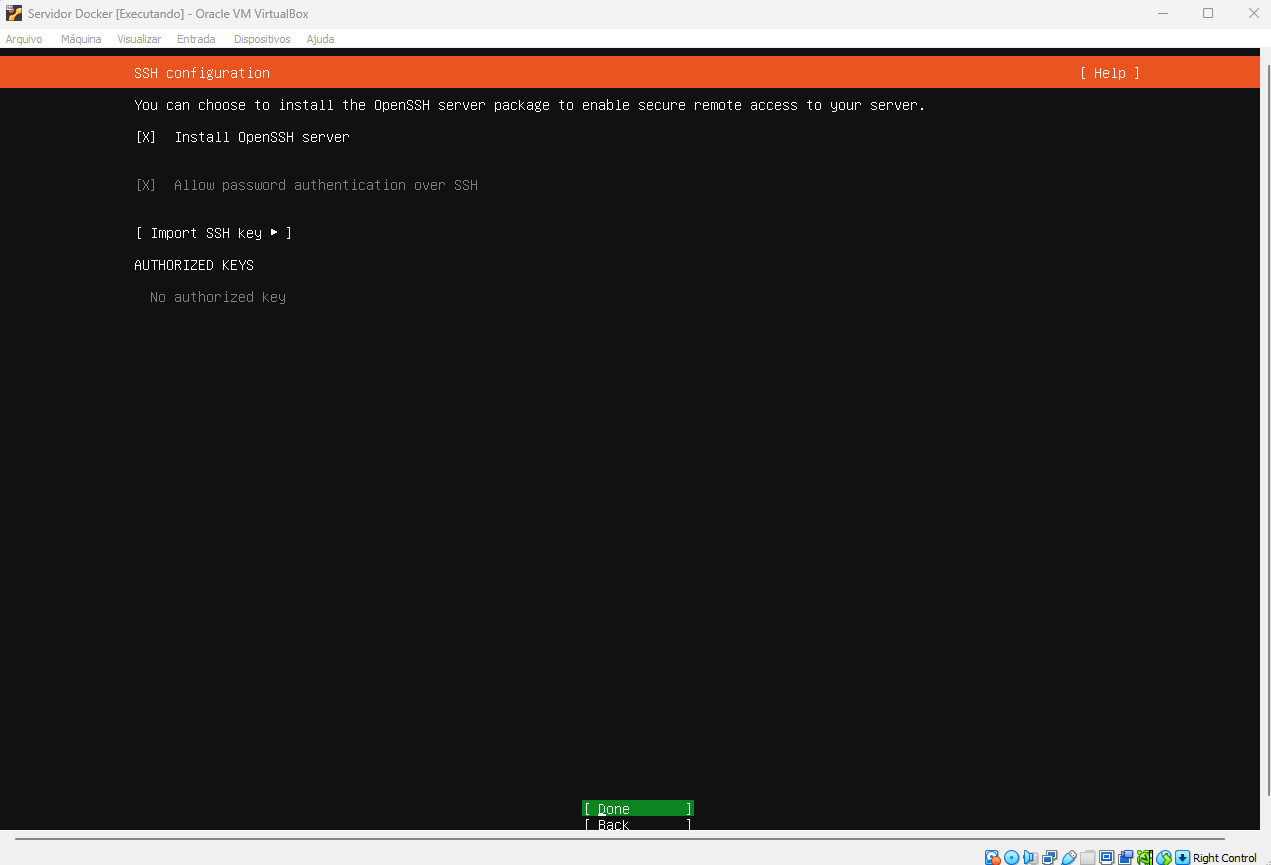 Servidor Docker [Executando] - Oracle VM VirtualBox
Arquivo Máquina Visualizar Entrada Dispositivos Ajuda
SSH configuration [ Help ]
You can choose to install the OpenSSH server package to enable secure remote access to your server.
[X] Install OpenSSH server
[X] Allow password authentication over SSH
[ Import SSH key ▸ ]
AUTHORIZED KEYS
No authorized key
[ Done ]
[ Back ]
Right Control